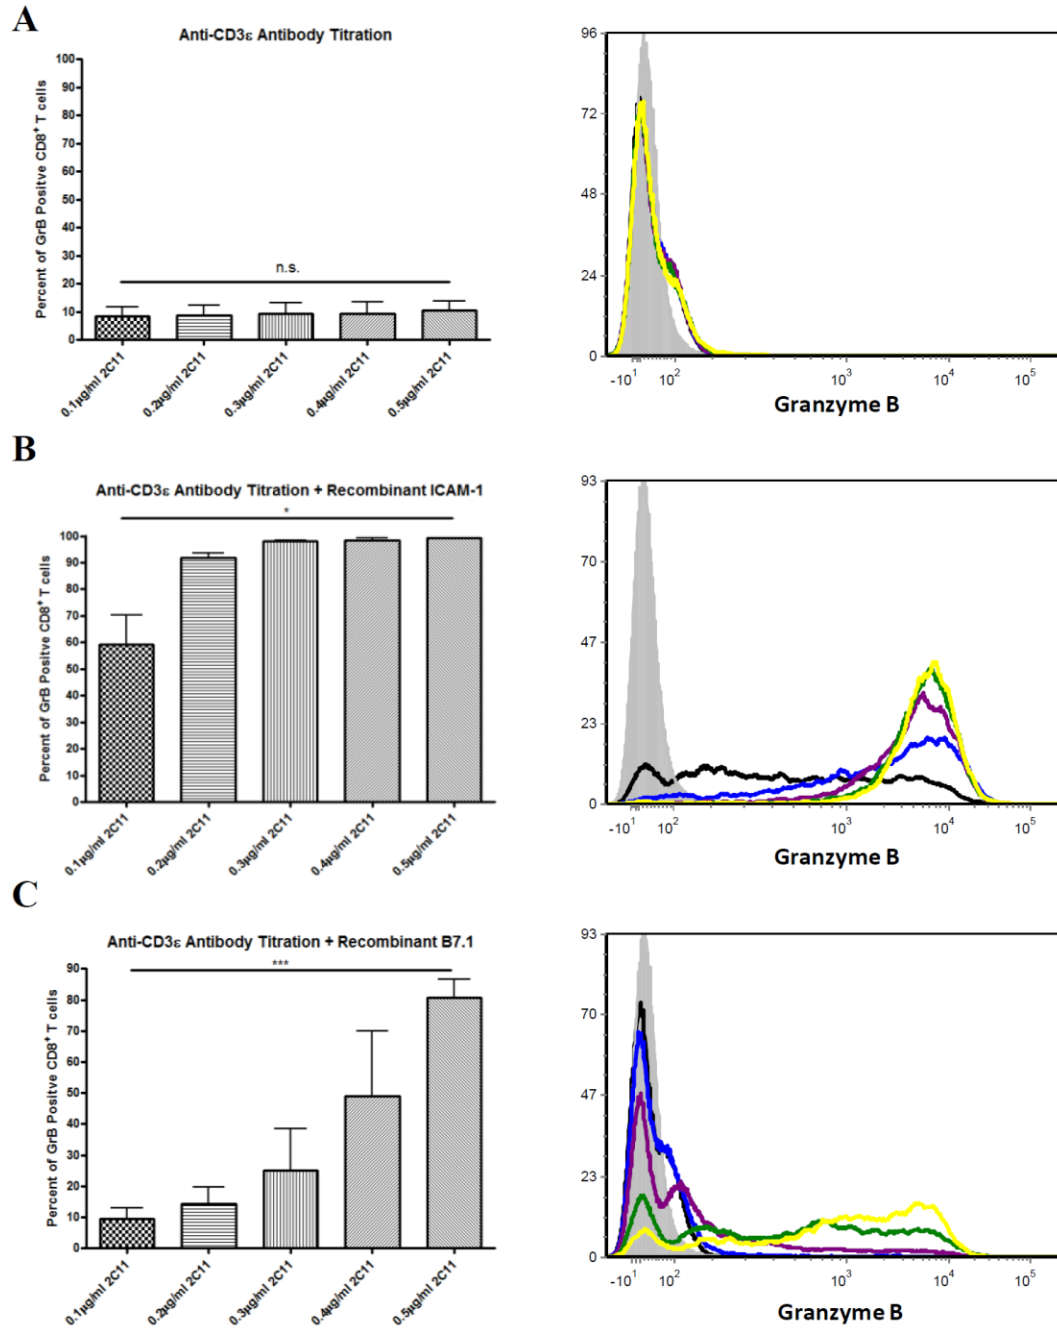 A
Anti-CD3ε Antibody Titration
Percent of GrB Positve CD8⁺ T cells
100
90
80
70
60
50
40
30
20
10
0
n.s.
0.1µg/ml 2C11
0.2µg/ml 2C11
0.3µg/ml 2C11
0.4µg/ml 2C11
0.5µg/ml 2C11
96
72
48
24
0
-10¹ 10² 10³ 10⁴ 10⁵
Granzyme B
B
Anti-CD3ε Antibody Titration + Recombinant ICAM-1
*
Percent of GrB Positve CD8⁺ T cells
100
90
80
70
60
50
40
30
20
10
0
0.1µg/ml 2C11
0.2µg/ml 2C11
0.3µg/ml 2C11
0.4µg/ml 2C11
0.5µg/ml 2C11
93
70
47
23
0
-10¹ 10² 10³ 10⁴ 10⁵
Granzyme B
C
Anti-CD3ε Antibody Titration + Recombinant B7.1
***
Percent of GrB Positve CD8⁺ T cells
90
80
70
60
50
40
30
20
10
0
0.1µg/ml 2C11
0.2µg/ml 2C11
0.3µg/ml 2C11
0.4µg/ml 2C11
0.5µg/ml 2C11
93
70
47
23
0
-10¹ 10² 10³ 10⁴ 10⁵
Granzyme B